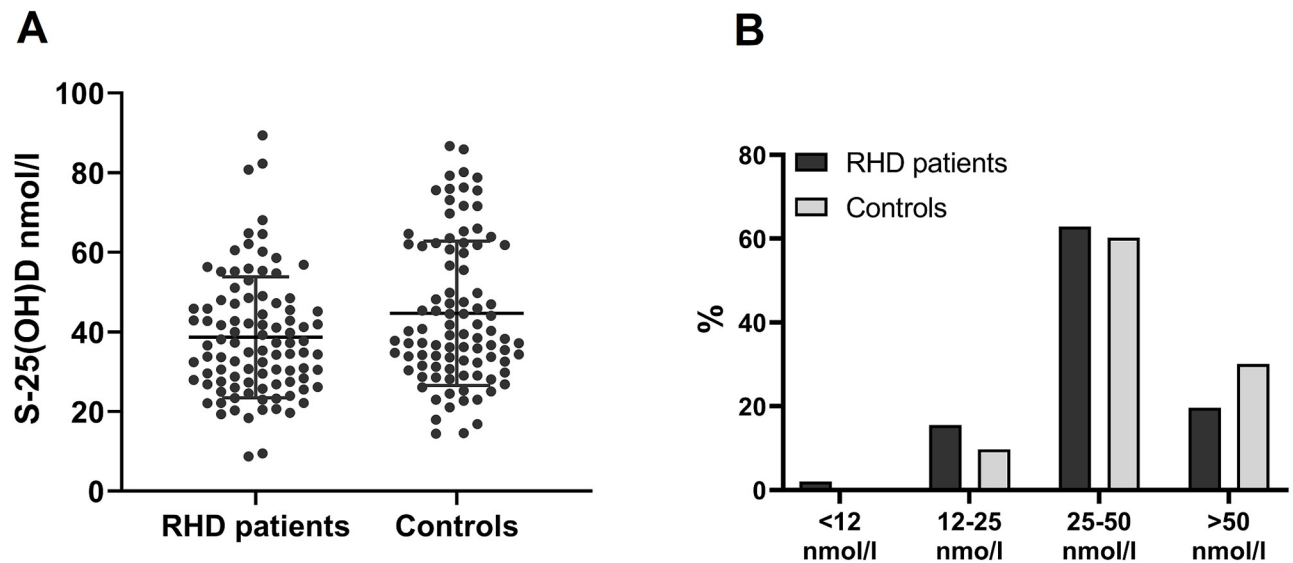 A
S-25(OH)D nmol/l
100
80
60
40
20
0
RHD patients
Controls
B
%
80
60
40
20
0
RHD patients
Controls
<12
nmol/l
12-25
nmo/l
25-50
nmol/l
>50
nmol/l